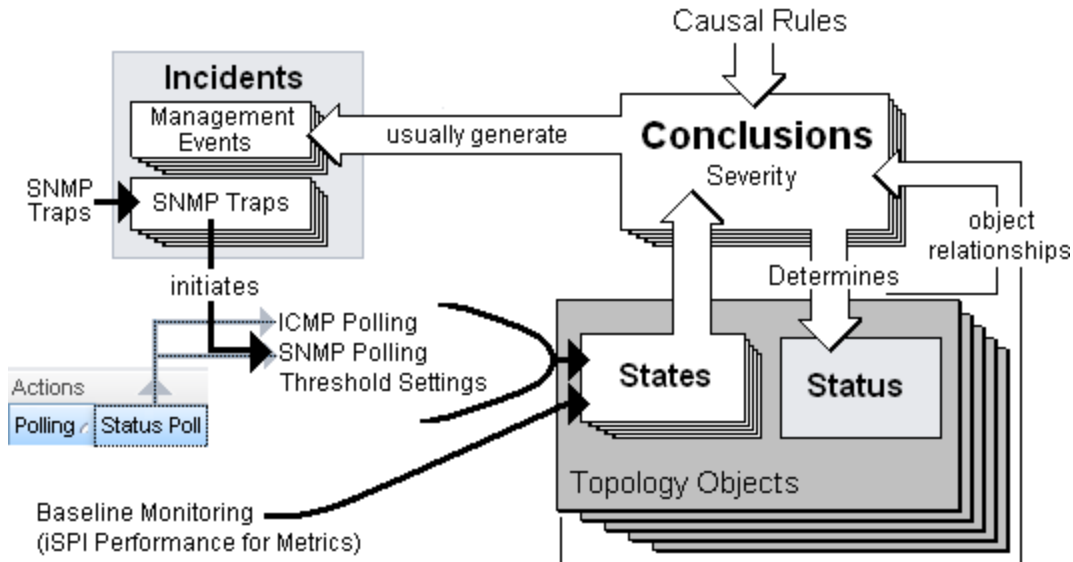 Causal Rules
Incidents
Management
Events
usually generate
Conclusions
Severity
SNMP
Traps
SNMP Traps
object
relationships
initiates
Determines
ICMP Polling
SNMP Polling
Threshold Settings
States
Status
Actions
Polling
Status Poll
Topology Objects
Baseline Monitoring
(iSPI Performance for Metrics)